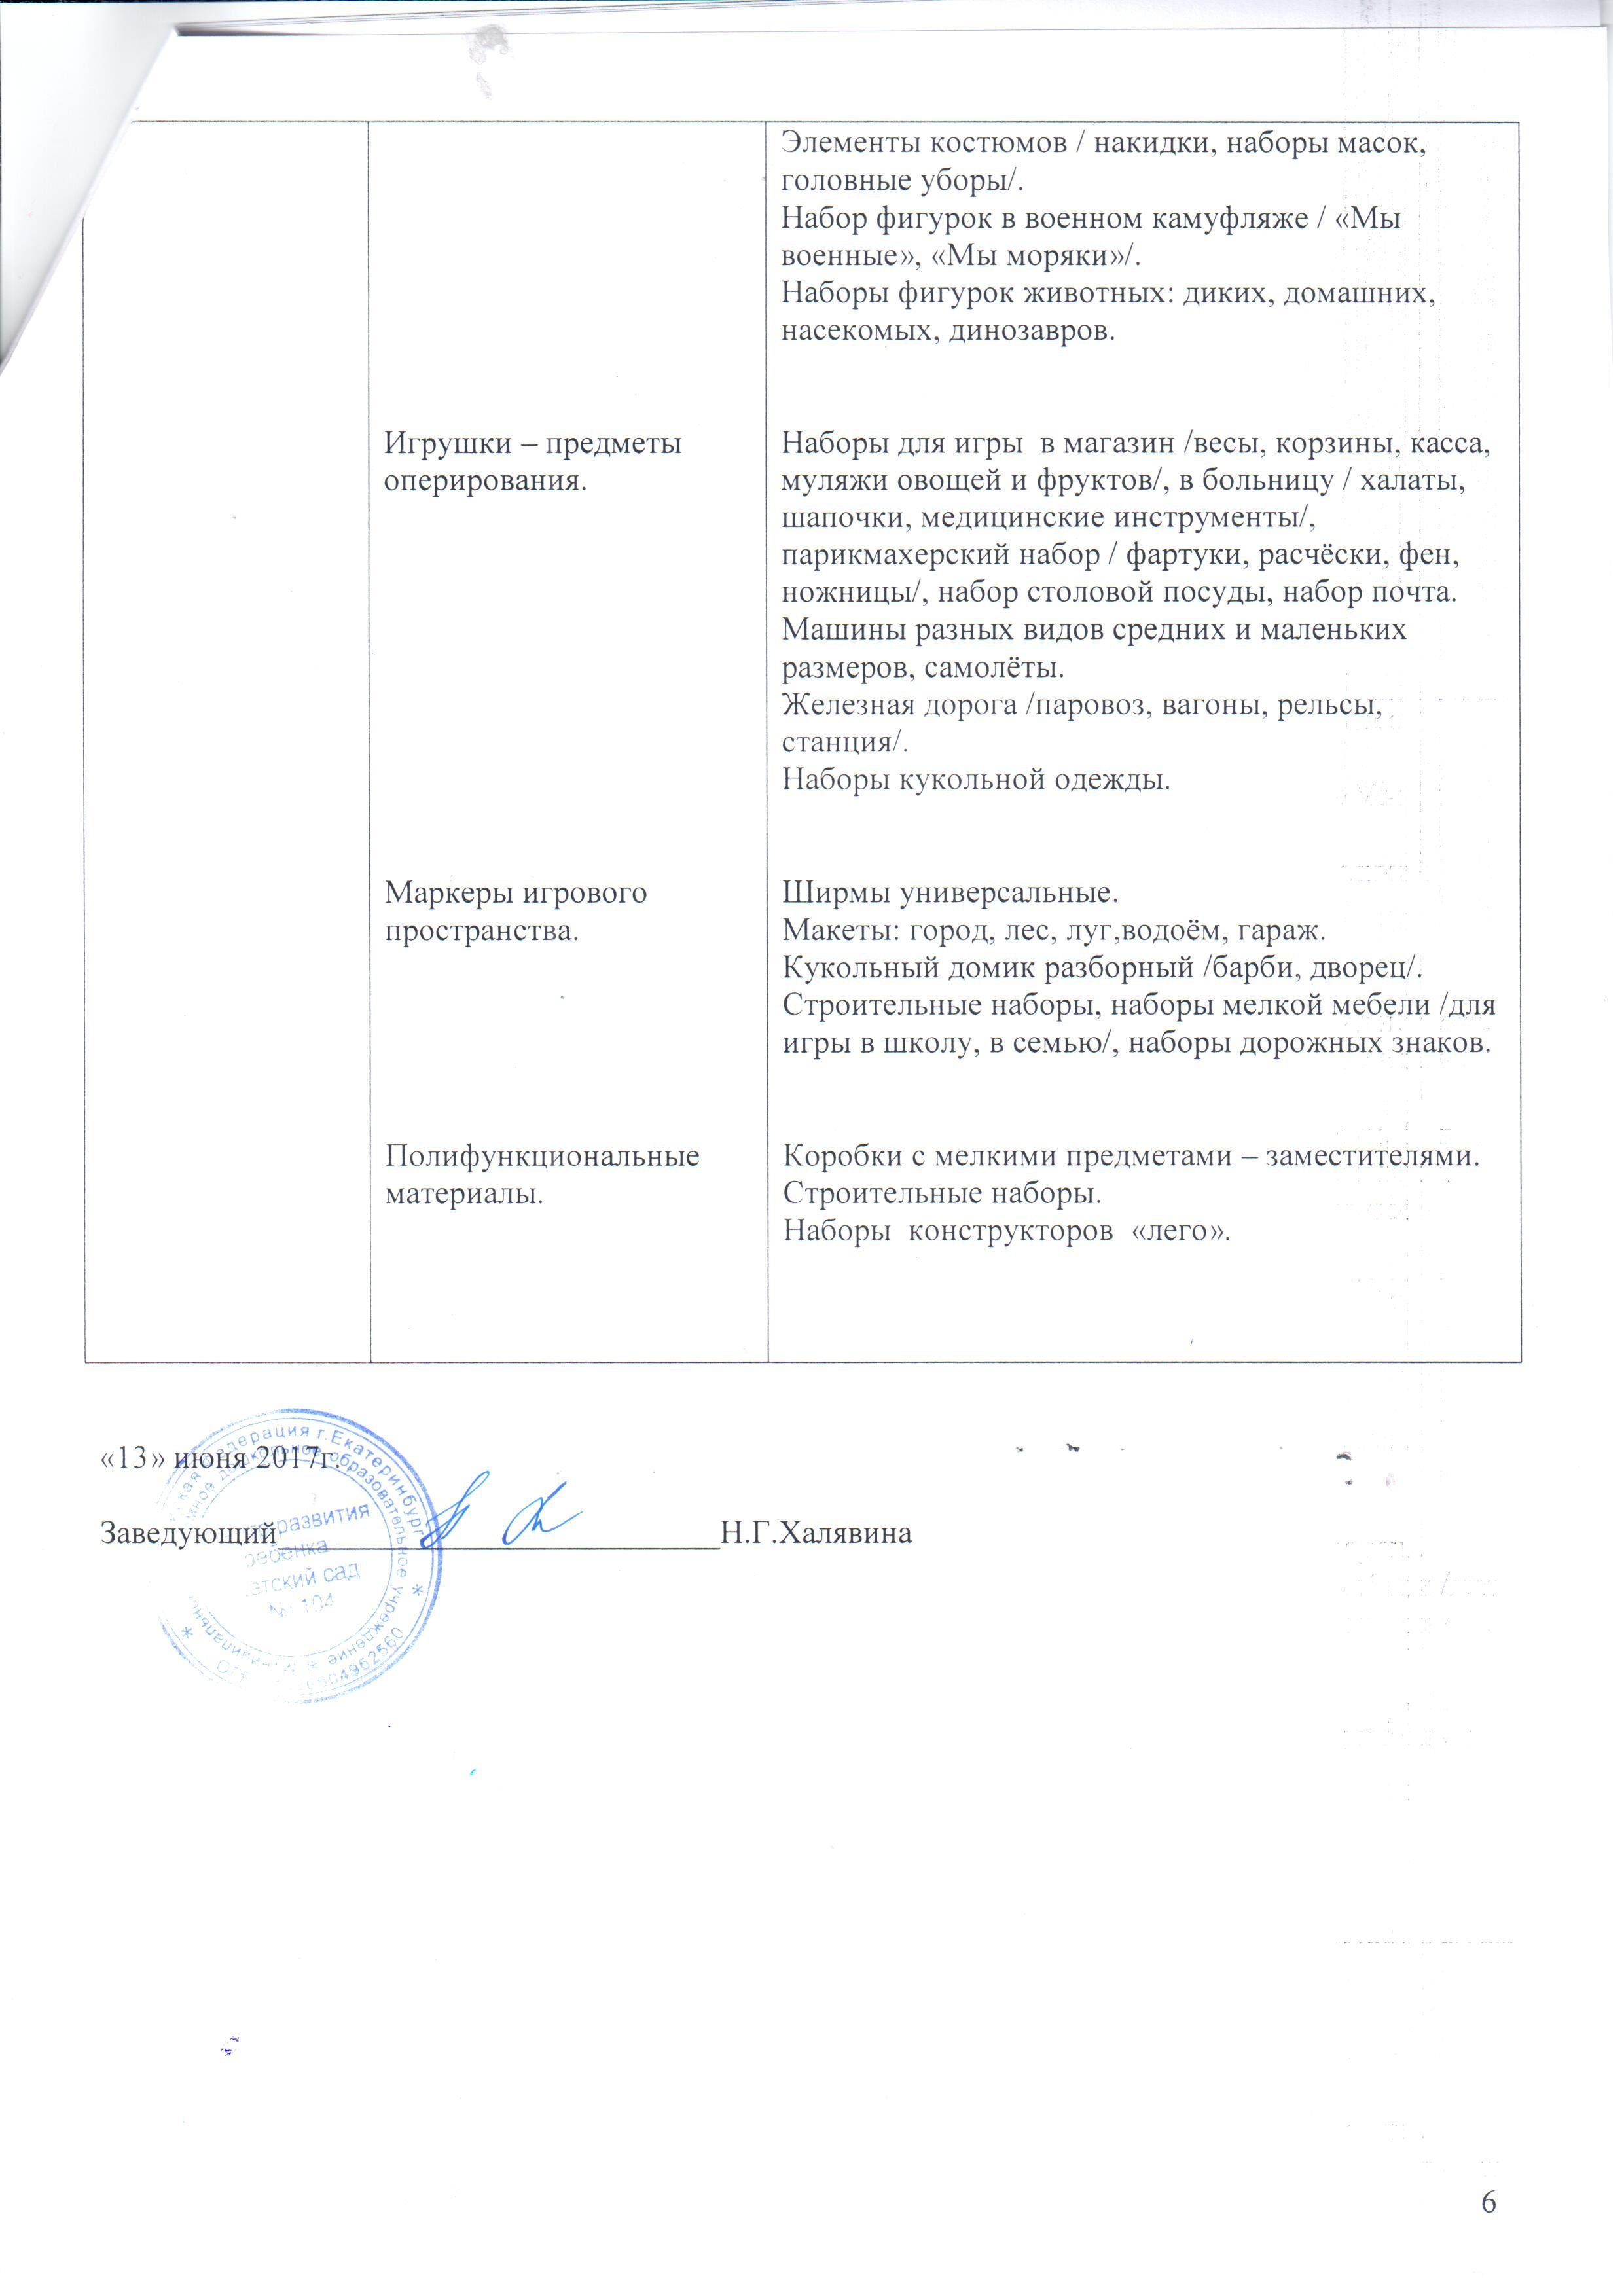 Элементы костюмов / накидки, наборы масок,
головные уборы/.
Набор фигурок в военном камуфляже / «Мы
военные», «Мы моряки»/.
Наборы фигурок животных: диких, домашних,
насекомых, динозавров.
Игрушки – предметы
оперирования.
Наборы для игры  в магазин /весы, корзины, касса,
муляжи овощей и фруктов/, в больницу / халаты,
шапочки, медицинские инструменты/,
парикмахерский набор / фартуки, расчёски, фен,
ножницы/, набор столовой посуды, набор почта.
Машины разных видов средних и маленьких
размеров, самолёты.
Железная дорога /паровоз, вагоны, рельсы,
станция/.
Наборы кукольной одежды.
Маркеры игрового
пространства.
Ширмы универсальные.
Макеты: город, лес, луг,водоём, гараж.
Кукольный домик разборный /барби, дворец/.
Строительные наборы, наборы мелкой мебели /для
игры в школу, в семью/, наборы дорожных знаков.
Полифункциональные
материалы.
Коробки с мелкими предметами – заместителями.
Строительные наборы.
Наборы  конструкторов  «лего».
«13» июня 2017г.
Заведующий__________________________Н.Г.Халявина
г.Екатеринбург
образовательное учреждение
развития
сад
№ 104
6